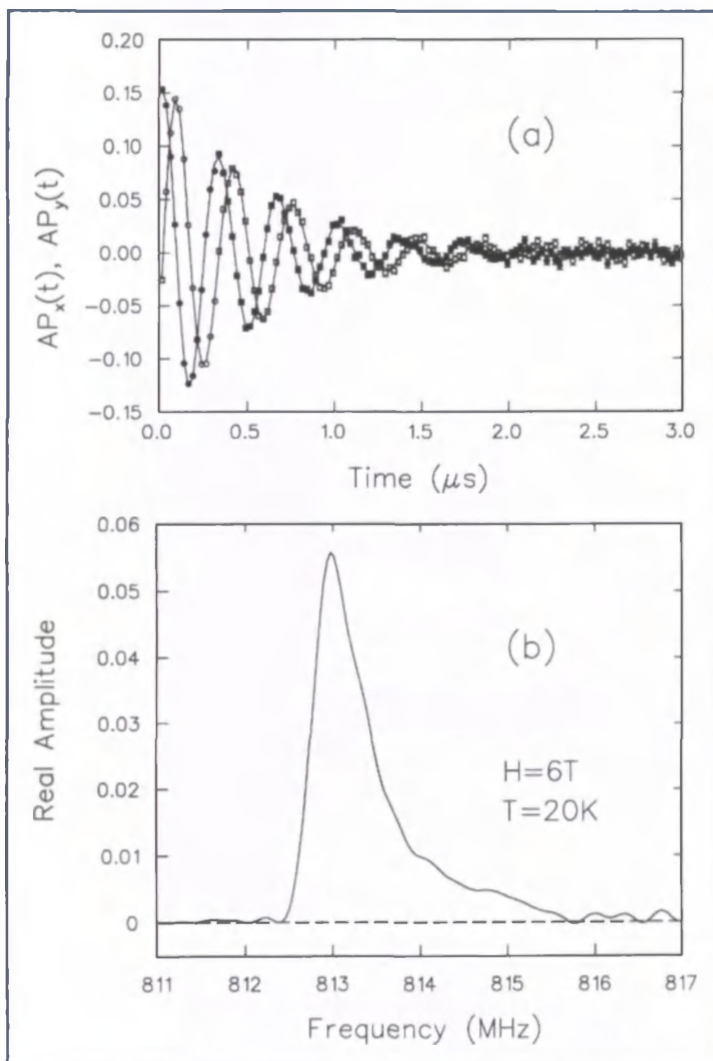 0.20
0.15
0.10
0.05
0.00
−0.05
−0.10
−0.15
AP_x(t), AP_y(t)
(a)
0.0 0.5 1.0 1.5 2.0 2.5 3.0
Time (μs)
0.06
0.05
0.04
0.03
0.02
0.01
0
Real Amplitude
(b)
H=6T
T=20K
811 812 813 814 815 816 817
Frequency (MHz)